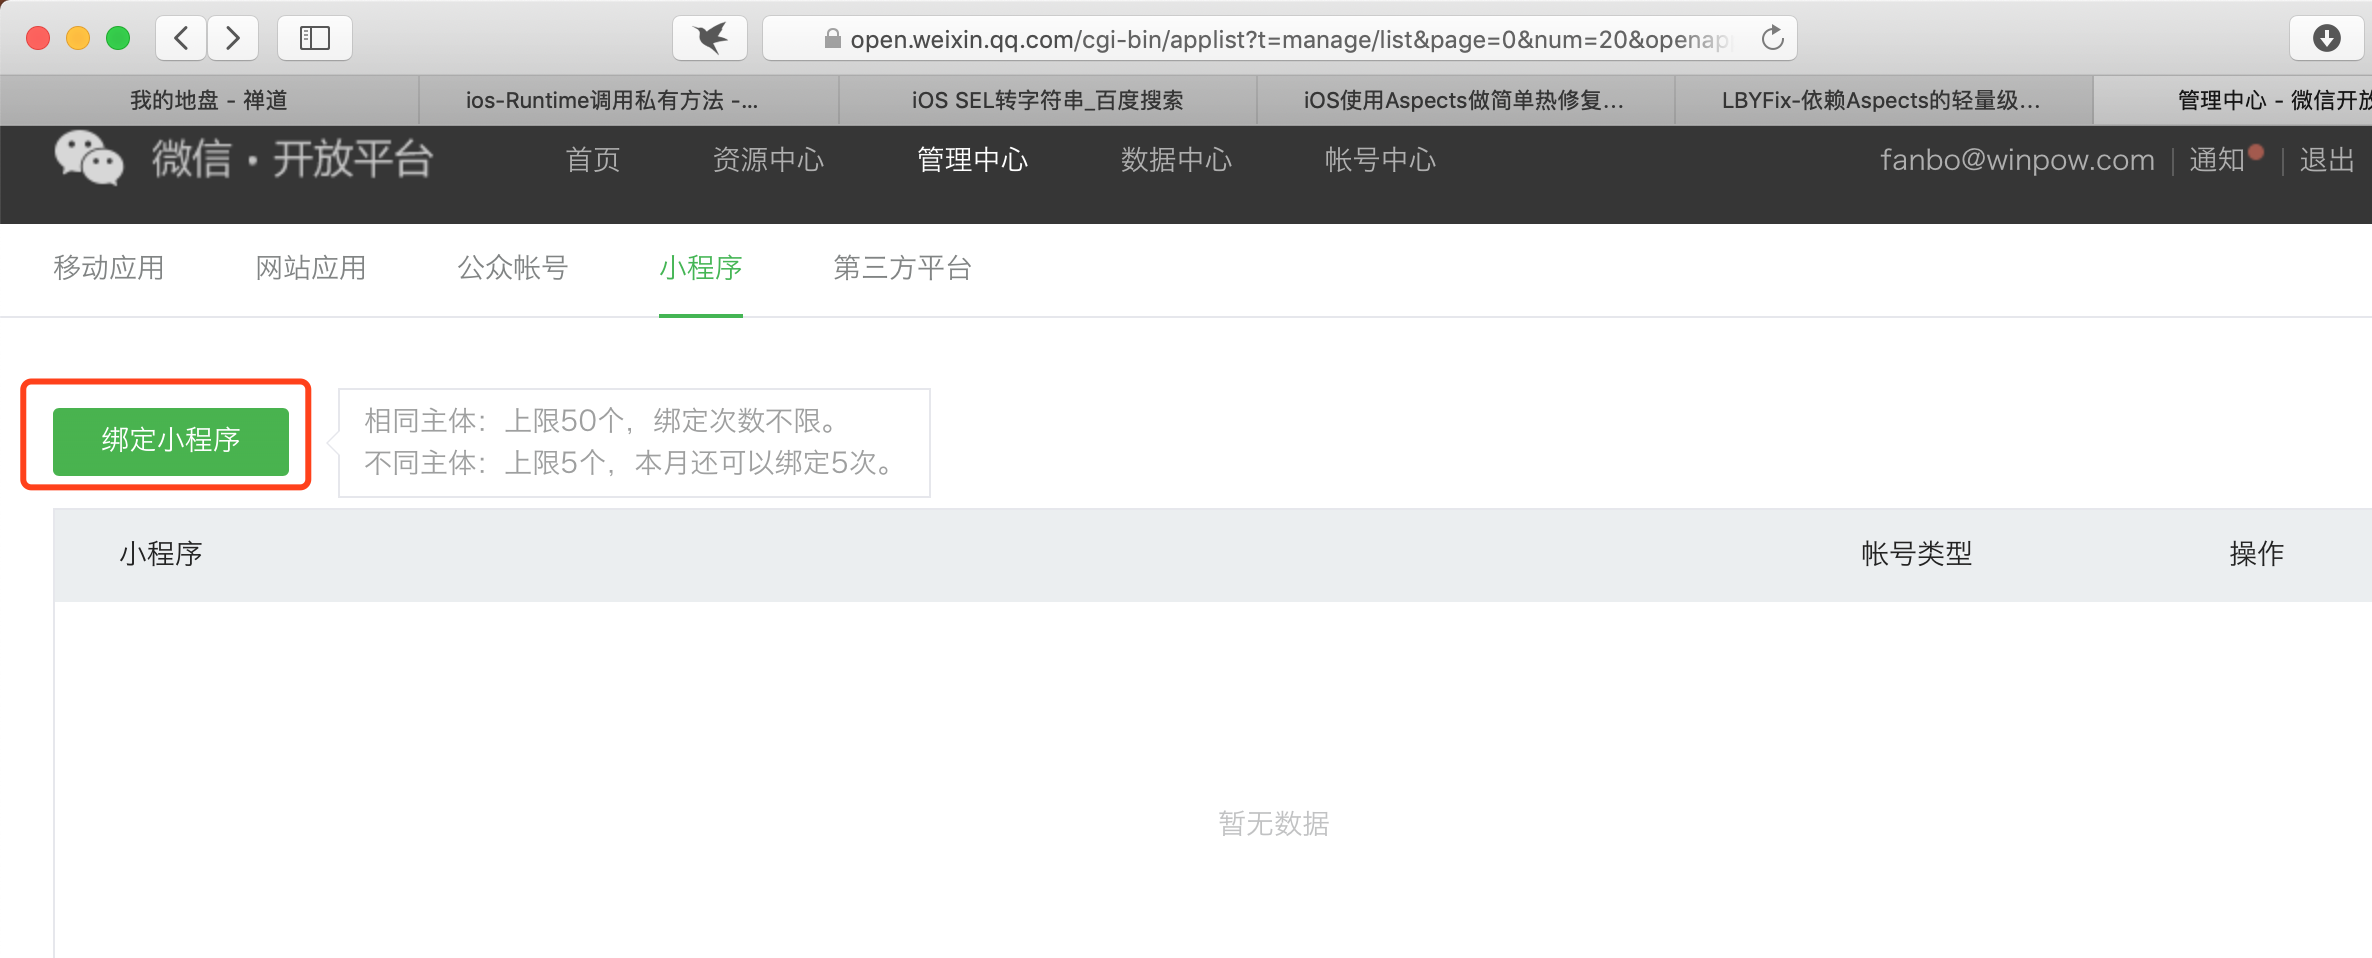 open.weixin.qq.com/cgi-bin/applist?t=manage/list&page=0&num=20&openap
我的地盘 - 禅道
ios-Runtime调用私有方法 -...
iOS SEL转字符串_百度搜索
iOS使用Aspects做简单热修复...
LBYFix-依赖Aspects的轻量级...
管理中心 - 微信开放
微信·开放平台
首页
资源中心
管理中心
数据中心
帐号中心
fanbo@winpow.com
通知
退出
移动应用
网站应用
公众帐号
小程序
第三方平台
绑定小程序
相同主体：上限50个，绑定次数不限。
不同主体：上限5个，本月还可以绑定5次。
小程序
帐号类型
操作
暂无数据